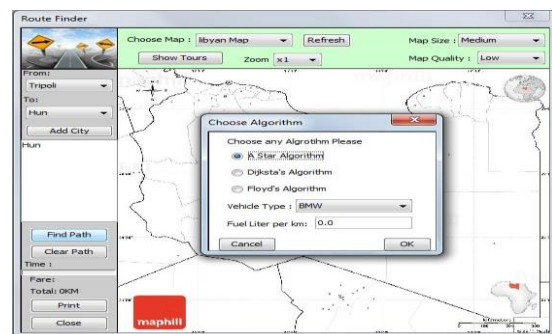 Route Finder
Choose Map : libyan Map
Refresh
Map Size : Medium
Show Tours
Zoom x1
Map Quality : Low
From:
Tripoli
To:
Hun
Add City
Hun
Find Path
Clear Path
Time :
Fare:
Total: 0KM
Print
Close
Choose Algorithm
Choose any Algrothm Please
A Star Algorithm
Dijksta's Algorithm
Floyd's Algorithm
Vehicle Type : BMW
Fuel Liter per km: 0.0
Cancel
OK
maphill